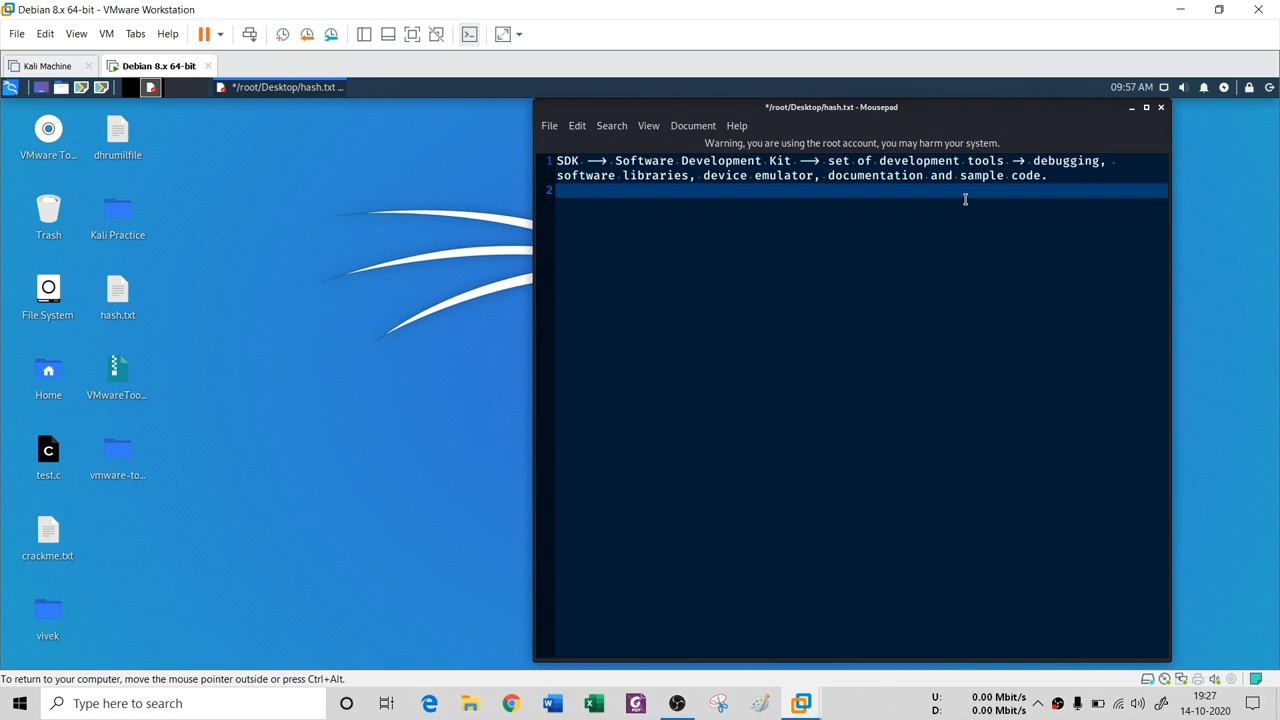 Debian 8.x 64-bit - VMware Workstation
File Edit View VM Tabs Help
Kali Machine
Debian 8.x 64-bit
*/root/Desktop/hash.txt ...
09:57 AM
*/root/Desktop/hash.txt - Mousepad
File Edit Search View Document Help
Warning, you are using the root account, you may harm your system.
1 SDK --> Software Development Kit --> set of development tools -> debugging,
software libraries, device emulator, documentation and sample code.
2
VMware To...
dhrumilfile
Trash
Kali Practice
File System
hash.txt
Home
VMwareToo...
C
test.c
vmware-to...
crackme.txt
vivek
To return to your computer, move the mouse pointer outside or press Ctrl+Alt.
Type here to search
U: 0.00 Mbit/s
D: 0.00 Mbit/s
19:27
14-10-2020